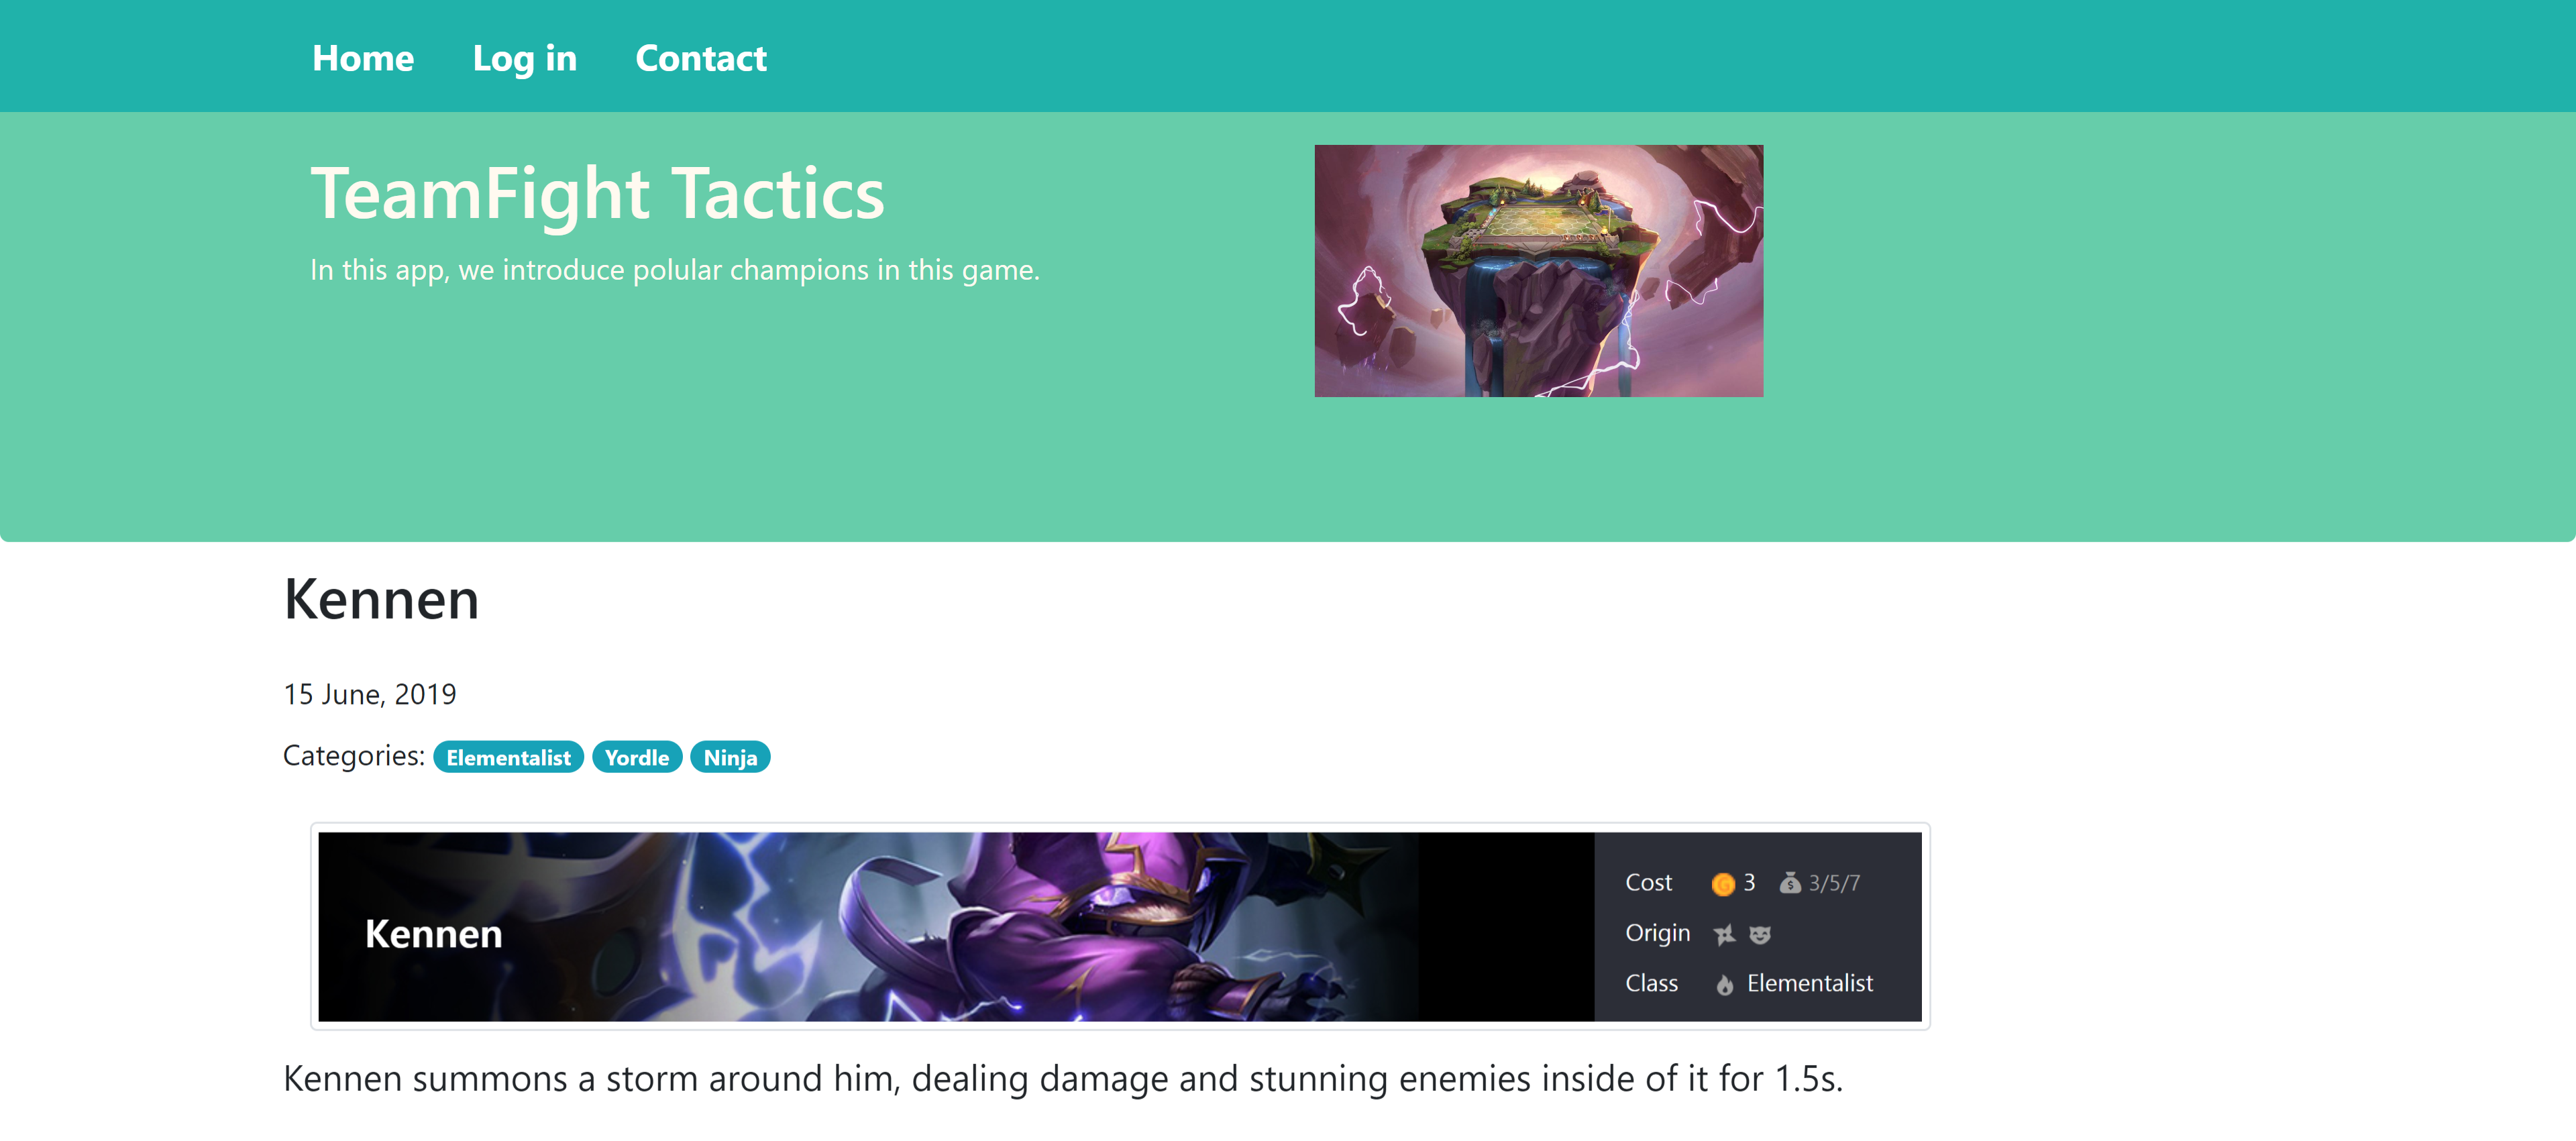 Home Log in Contact
TeamFight Tactics
In this app, we introduce polular champions in this game.
Kennen
15 June, 2019
Categories: Elementalist Yordle Ninja
Kennen
Cost 3 3/5/7
Origin
Class Elementalist
Kennen summons a storm around him, dealing damage and stunning enemies inside of it for 1.5s.